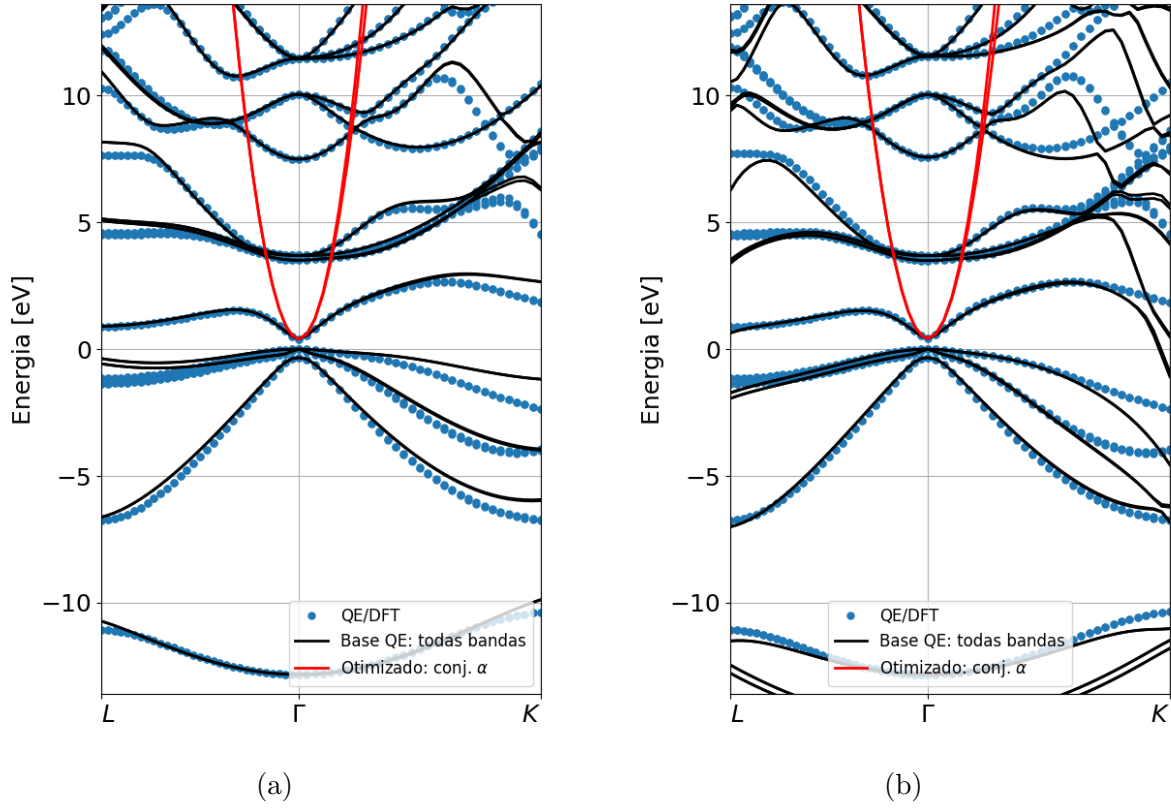 Energia [eV]
10
5
0
−5
−10
QE/DFT
Base QE: todas bandas
Otimizado: conj. α
L
Γ
K
(a)
Energia [eV]
10
5
0
−5
−10
QE/DFT
Base QE: todas bandas
Otimizado: conj. α
L
Γ
K
(b)